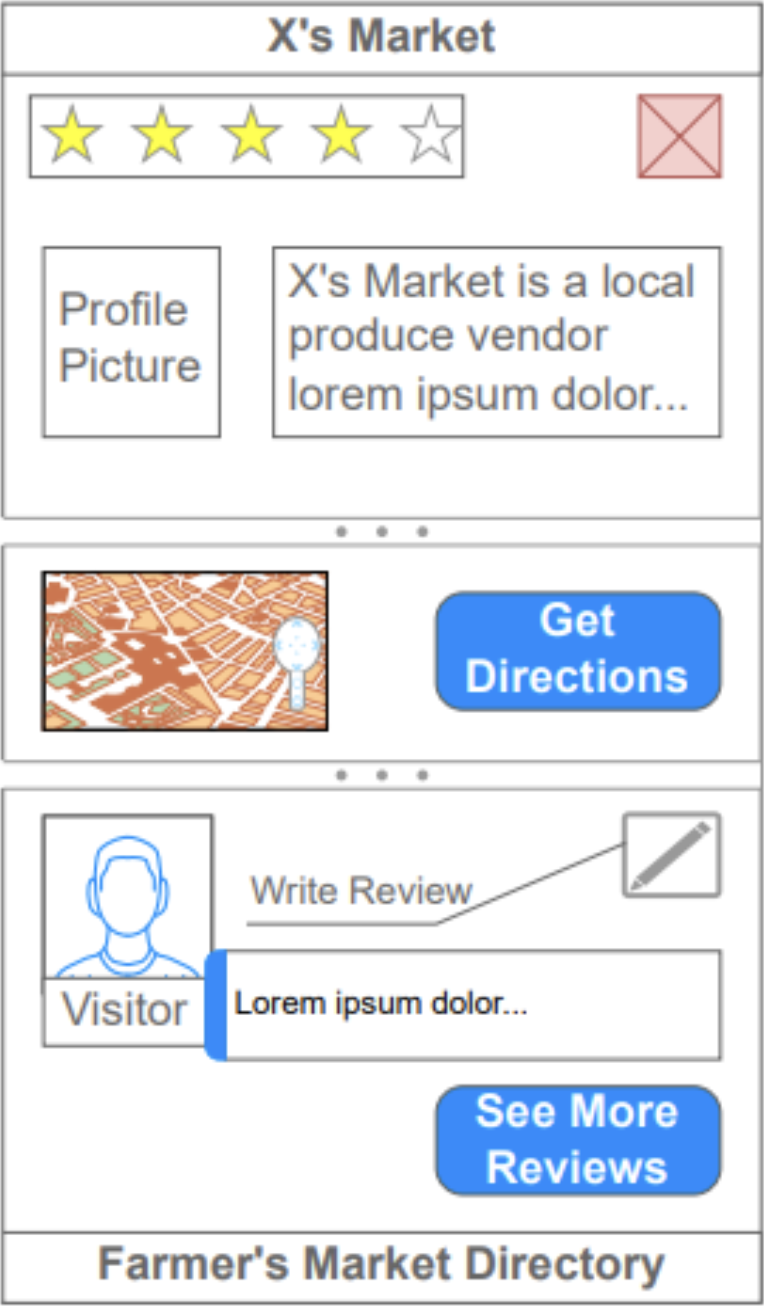 X's Market
Profile
Picture
X's Market is a local
produce vendor
lorem ipsum dolor...
Get
Directions
Write Review
Visitor
Lorem ipsum dolor...
See More
Reviews
Farmer's Market Directory